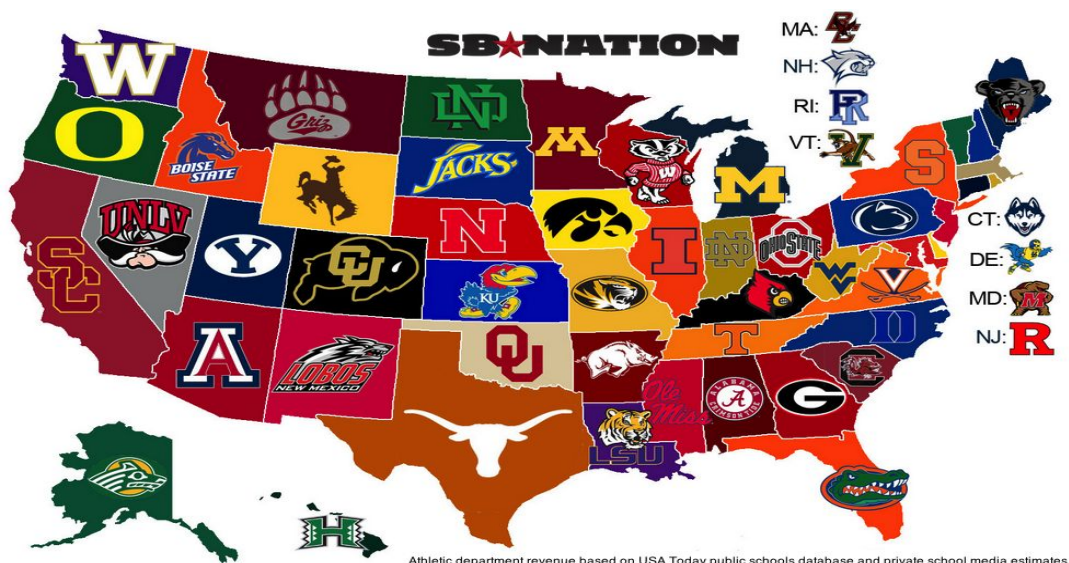 SB★NATION
MA:
NH:
RI:
VT:
W
O
BOISE STATE
Griz
ND
JACKS
M
W
M
S
UNLV
Y
CU
N
KU
I
ND
OHIO STATE
WV
V
CT:
DE:
MD: M
NJ: R
SC
A
LOBOS
NEW MEXICO
OU
T
D
C
Ole
Miss
ALABAMA
A
CRIMSON TIDE
G
LSU
H
Athletic department revenue based on USA Today public schools database and private school media estimates